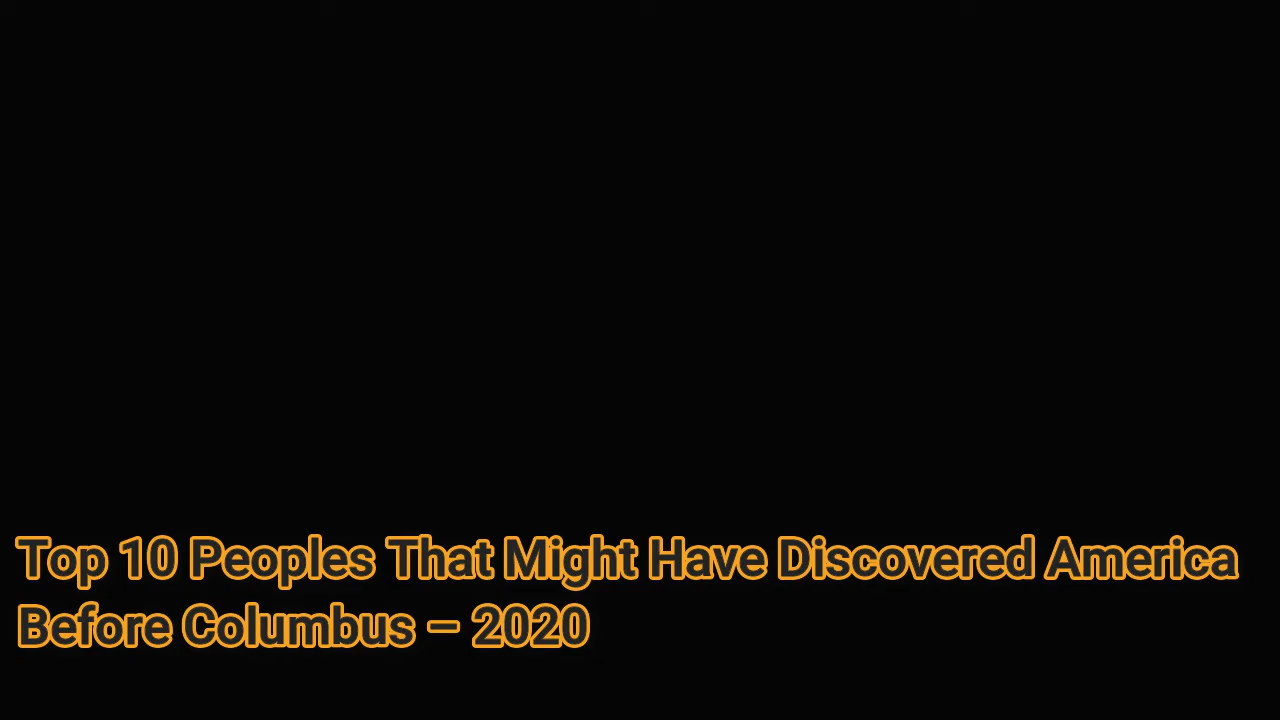 Top 10 Peoples That Might Have Discovered America
Before Columbus – 2020